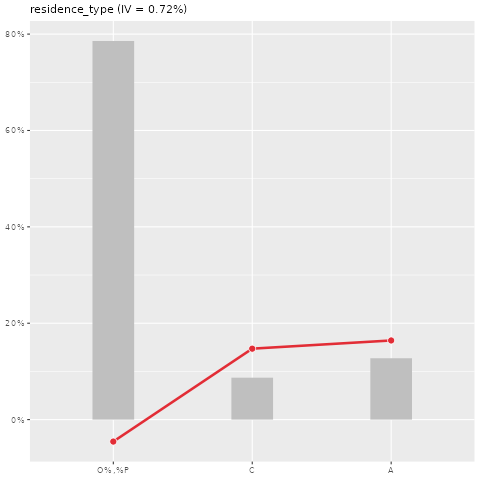 residence_type (IV = 0.72%)
80%
60%
40%
20%
0%
O%,%P
C
A